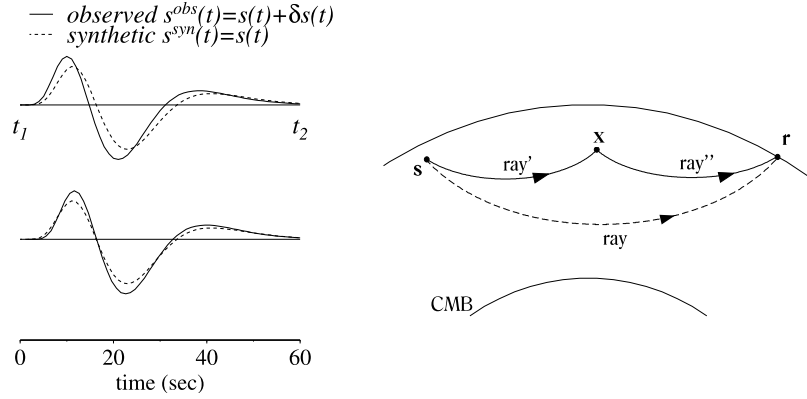 observed s^obs(t)=s(t)+δs(t)
synthetic s^syn(t)=s(t)
t₁ t₂
0 20 40 60
time (sec)
r
x
s ray' ray''
ray
CMB